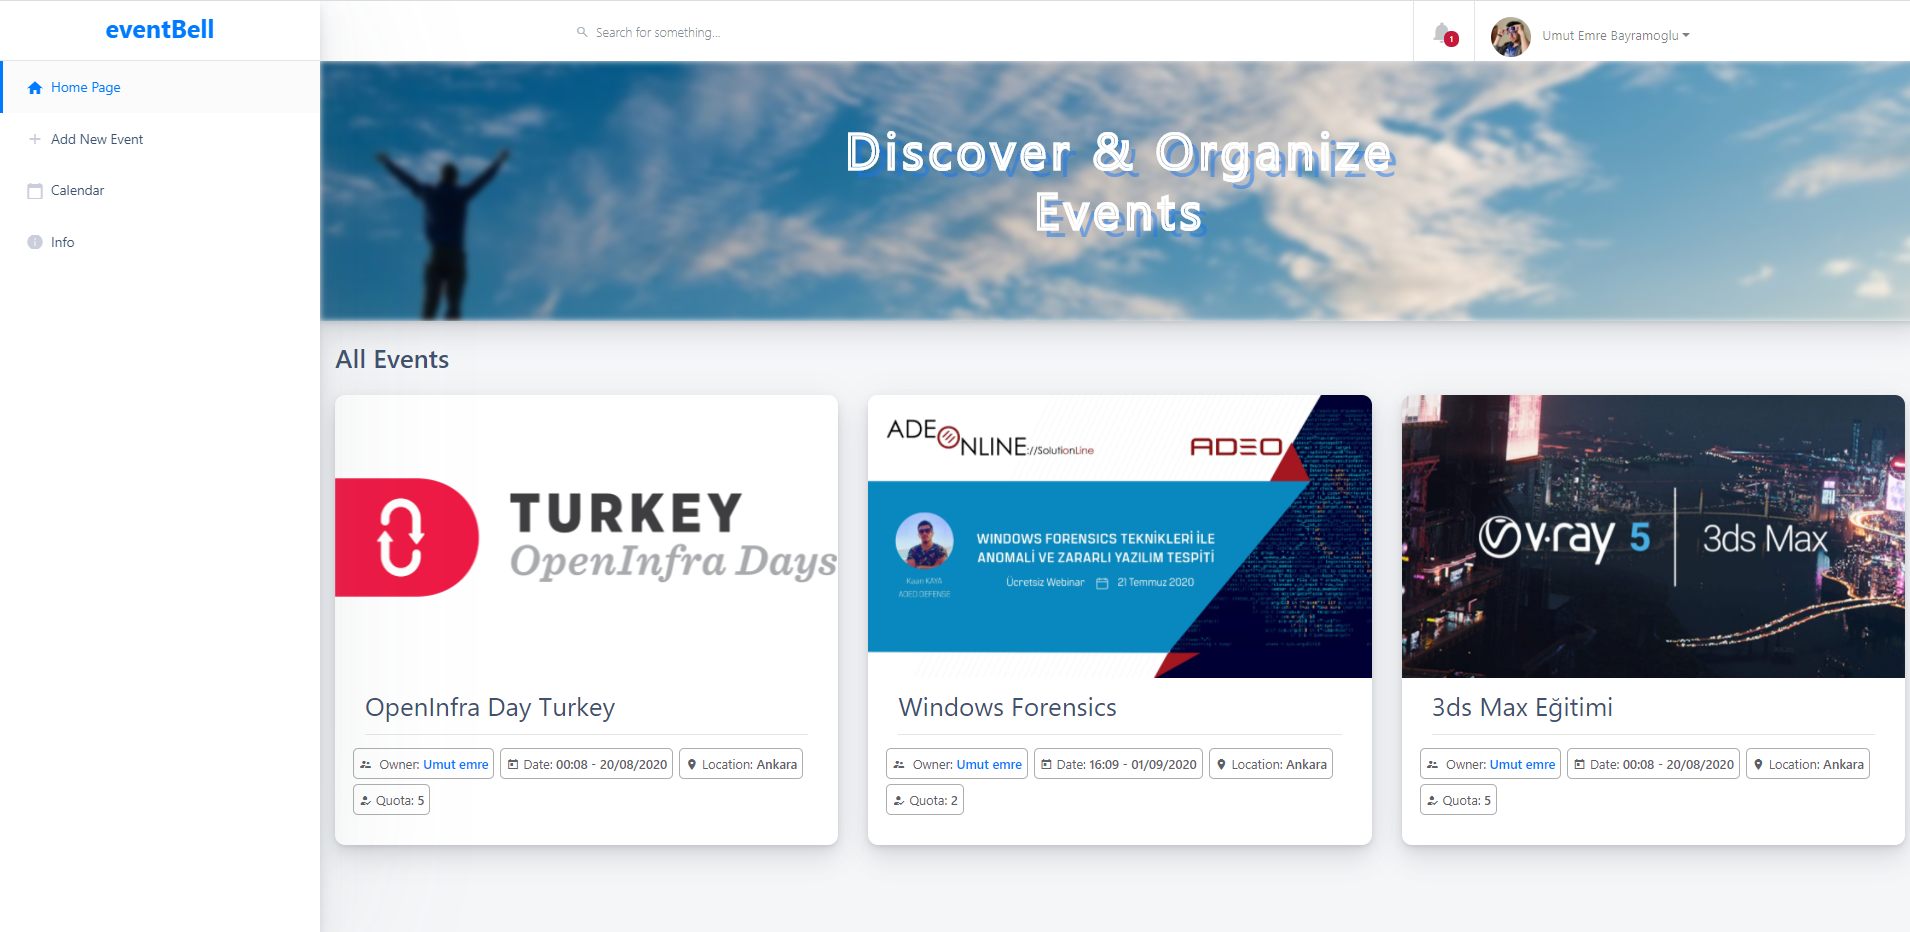 eventBell
Search for something...
1
Umut Emre Bayramoglu
Home Page
Add New Event
Calendar
Info
Discover & Organize
Events
All Events
TURKEY
OpenInfra Days
OpenInfra Day Turkey
Owner: Umut emre
Date: 00:08 - 20/08/2020
Location: Ankara
Quota: 5
ADEONLINE://SolutionLine
ADEO
WINDOWS FORENSICS TEKNİKLERİ İLE
ANOMALİ VE ZARARLI YAZILIM TESPİTİ
Ücretsiz Webinar 21 Temmuz 2020
Kaan KAYA
ADEO DEFENSE
Windows Forensics
Owner: Umut emre
Date: 16:09 - 01/09/2020
Location: Ankara
Quota: 2
v·ray 5 3ds Max
3ds Max Eğitimi
Owner: Umut emre
Date: 00:08 - 20/08/2020
Location: Ankara
Quota: 5